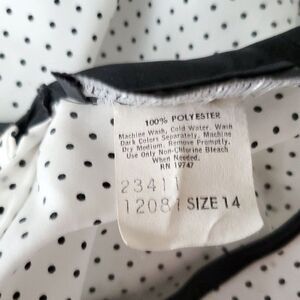 100% POLYESTER
Machine Wash, Cold Water. Wash
Dark Colors Separately, Machine
Dry Medium. Remove Promptly.
Use Only Non-Chlorine Bleach
When Needed.
RN 19747
23411
12081 SIZE 14